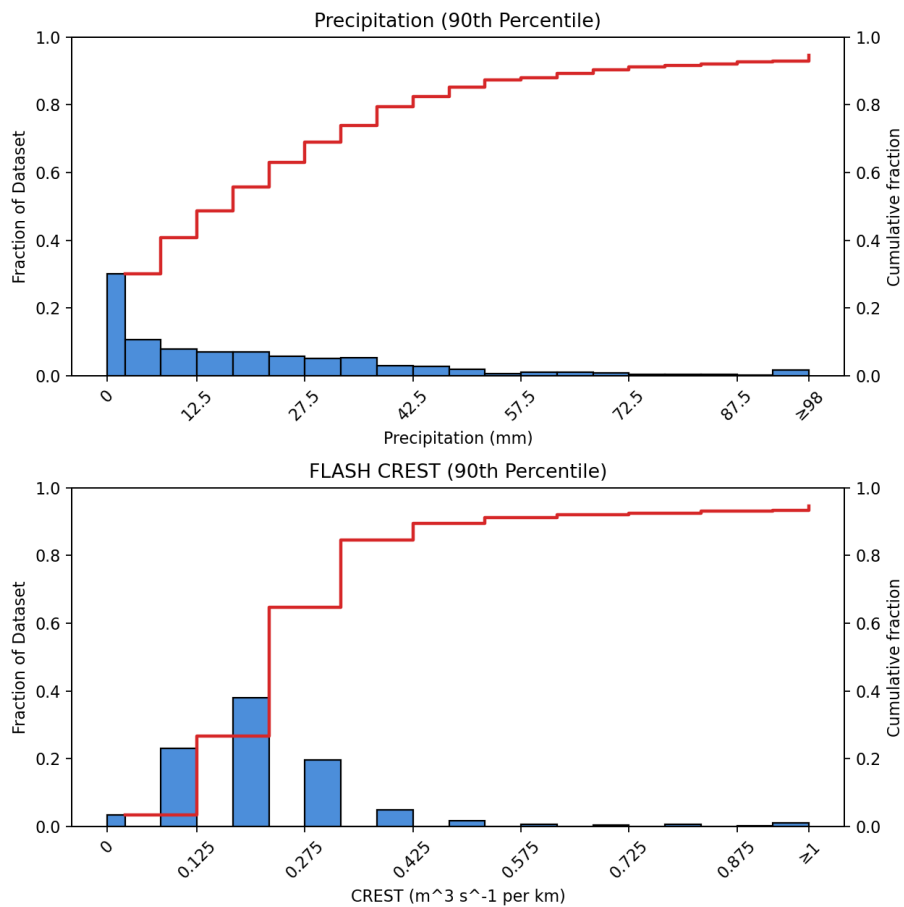 Precipitation (90th Percentile)
1.0 1.0
0.8 0.8
0.6 0.6
0.4 0.4
0.2 0.2
0.0 0.0
Fraction of Dataset
Cumulative fraction
0 12.5 27.5 42.5 57.5 72.5 87.5 ≥98
Precipitation (mm)
FLASH CREST (90th Percentile)
1.0 1.0
0.8 0.8
0.6 0.6
0.4 0.4
0.2 0.2
0.0 0.0
Fraction of Dataset
Cumulative fraction
0 0.125 0.275 0.425 0.575 0.725 0.875 ≥1
CREST (m^3 s^-1 per km)